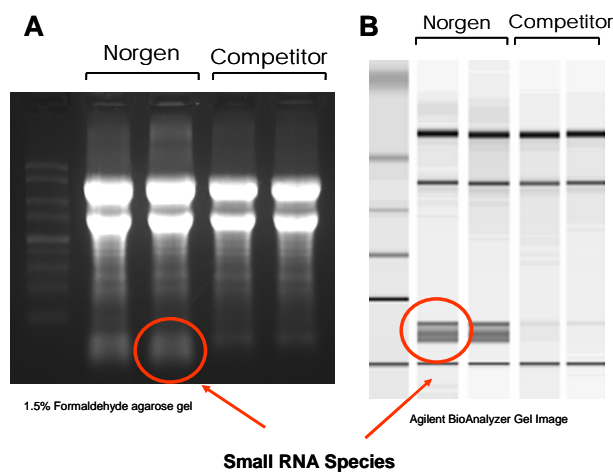 A
Norgen
Competitor
B
Norgen
Competitor
1.5% Formaldehyde agarose gel
Agilent BioAnalyzer Gel Image
Small RNA Species